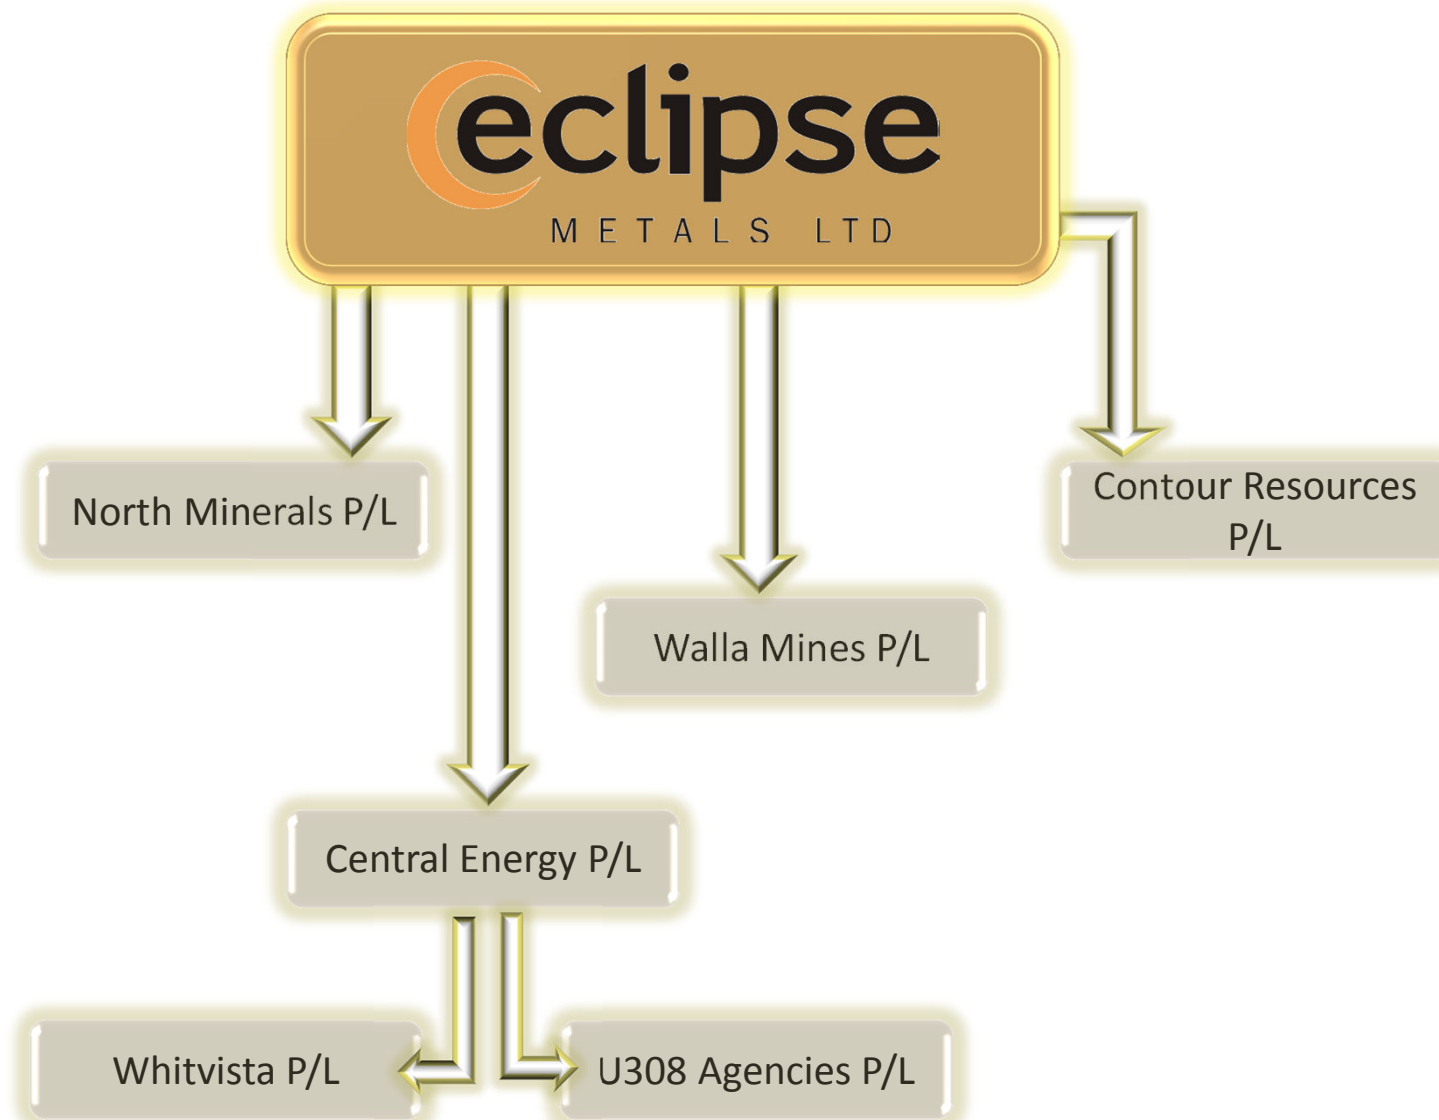 eclipse
METALS LTD
North Minerals P/L
Contour Resources
P/L
Walla Mines P/L
Central Energy P/L
Whitvista P/L
U308 Agencies P/L